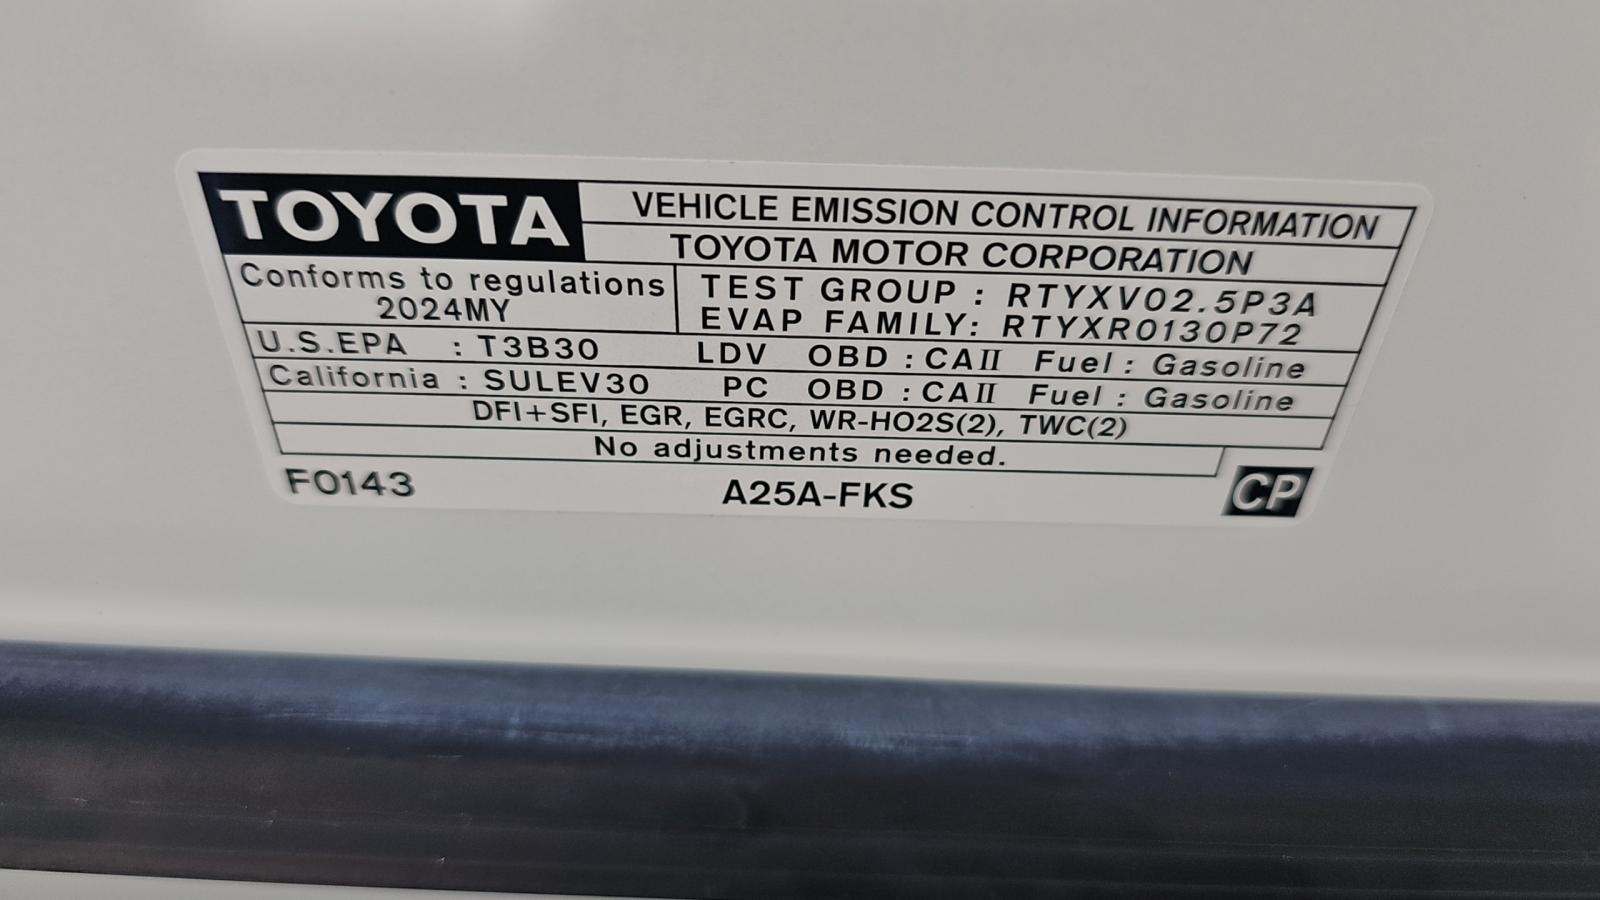 TOYOTA
VEHICLE EMISSION CONTROL INFORMATION
TOYOTA MOTOR CORPORATION
Conforms to regulations
2024MY
TEST GROUP : RTYXV02.5P3A
EVAP FAMILY: RTYXR0130P72
U.S.EPA : T3B30 LDV OBD : CAII Fuel : Gasoline
California : SULEV30 PC OBD : CAII Fuel : Gasoline
DFI+SFI, EGR, EGRC, WR-HO2S(2), TWC(2)
No adjustments needed.
F0143 A25A-FKS CP